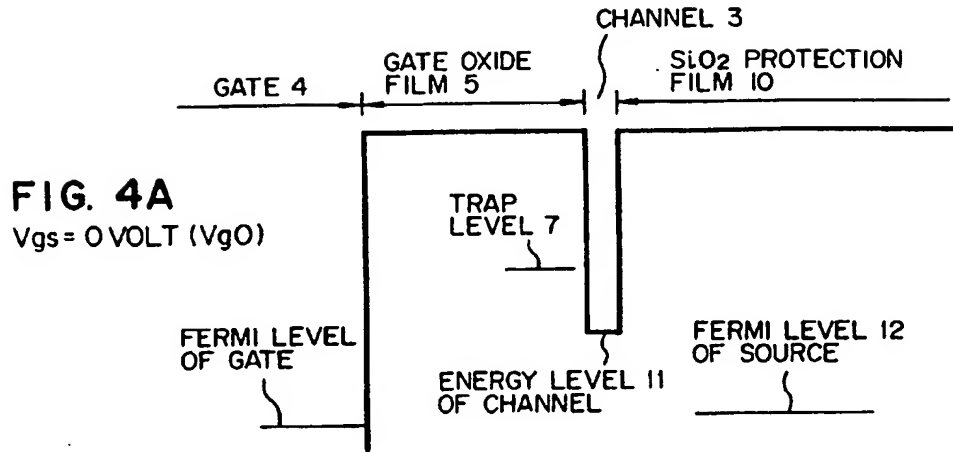 CHANNEL 3
GATE 4
GATE OXIDE
FILM 5
SiO2 PROTECTION
FILM 10
FIG. 4A
Vgs = 0 VOLT (Vg0)
TRAP
LEVEL 7
FERMI LEVEL
OF GATE
ENERGY LEVEL 11
OF CHANNEL
FERMI LEVEL 12
OF SOURCE